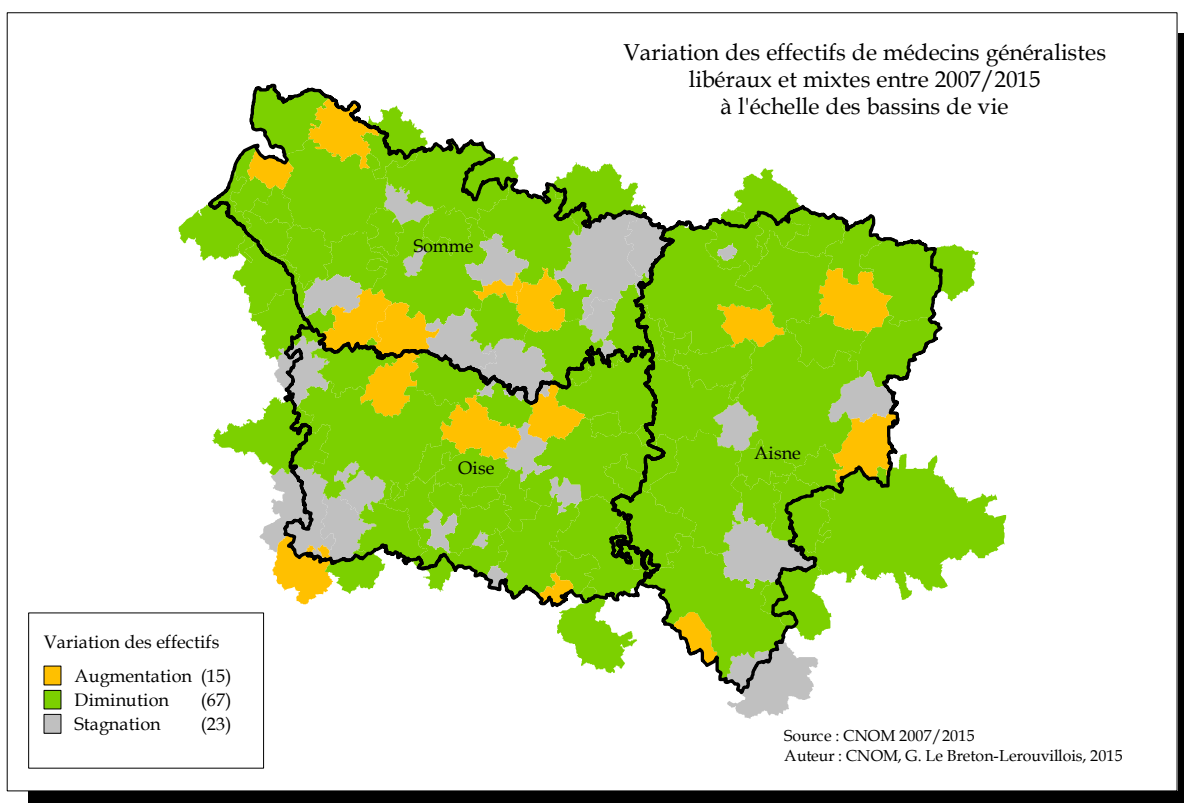 Variation des effectifs de médecins généralistes
libéraux et mixtes entre 2007/2015
à l'échelle des bassins de vie
Somme
Aisne
Oise
Variation des effectifs
Augmentation (15)
Diminution (67)
Stagnation (23)
Source : CNOM 2007/2015
Auteur : CNOM, G. Le Breton-Lerouvillois, 2015